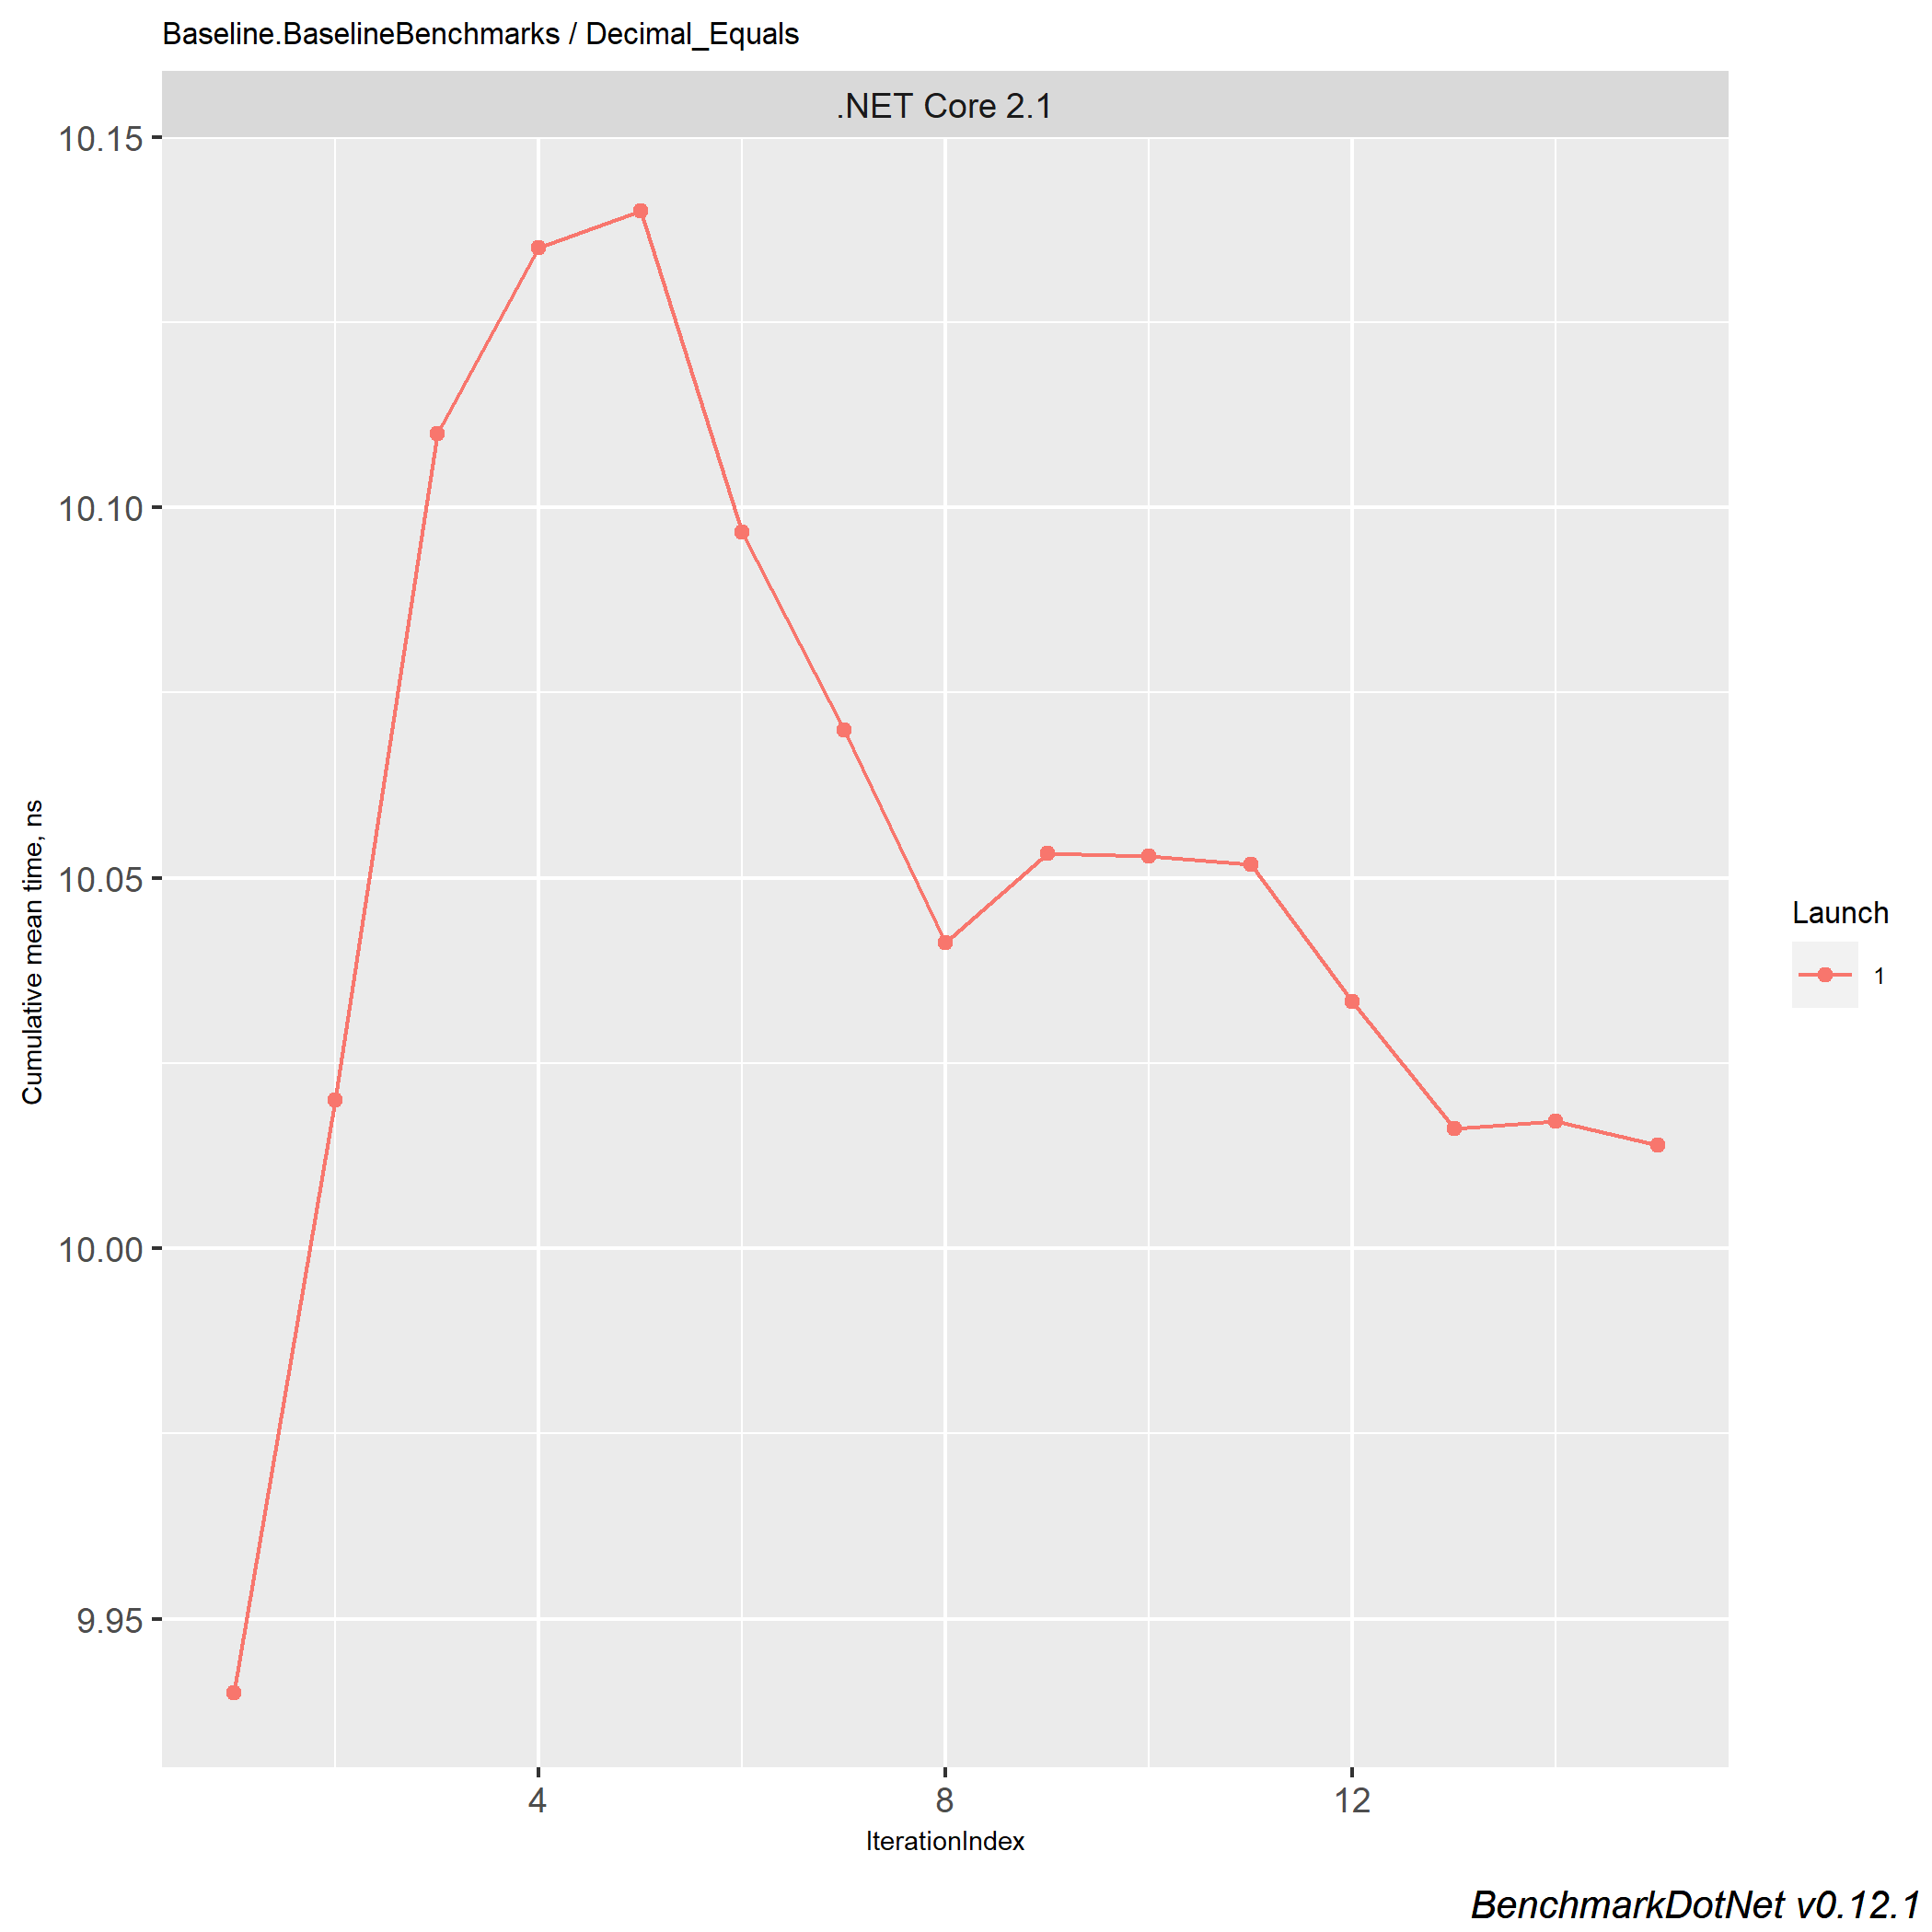 Baseline.BaselineBenchmarks / Decimal_Equals
.NET Core 2.1
10.15
10.10
10.05
10.00
9.95
Cumulative mean time, ns
4
8
12
IterationIndex
Launch
1
BenchmarkDotNet v0.12.1